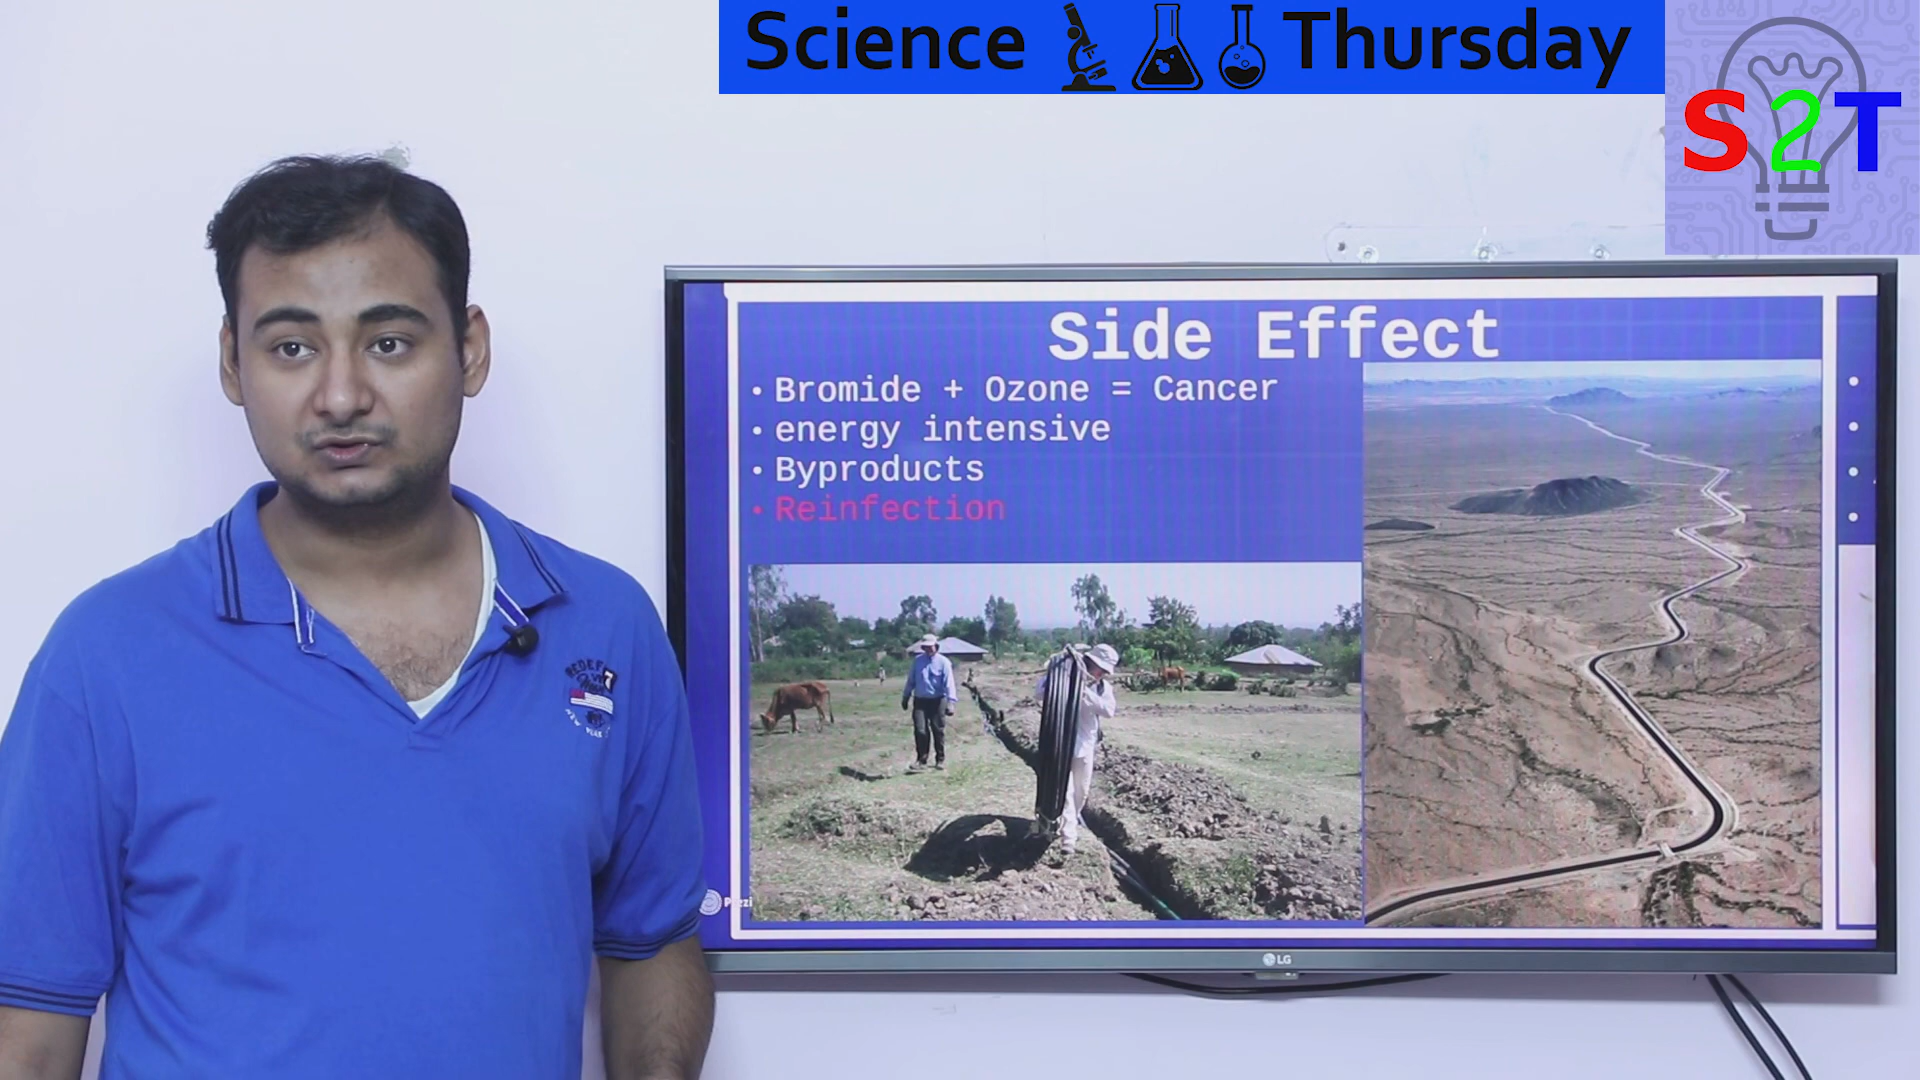 Science Thursday
S2T
Side Effect
• Bromide + Ozone = Cancer
• energy intensive
• Byproducts
• Reinfection
LG